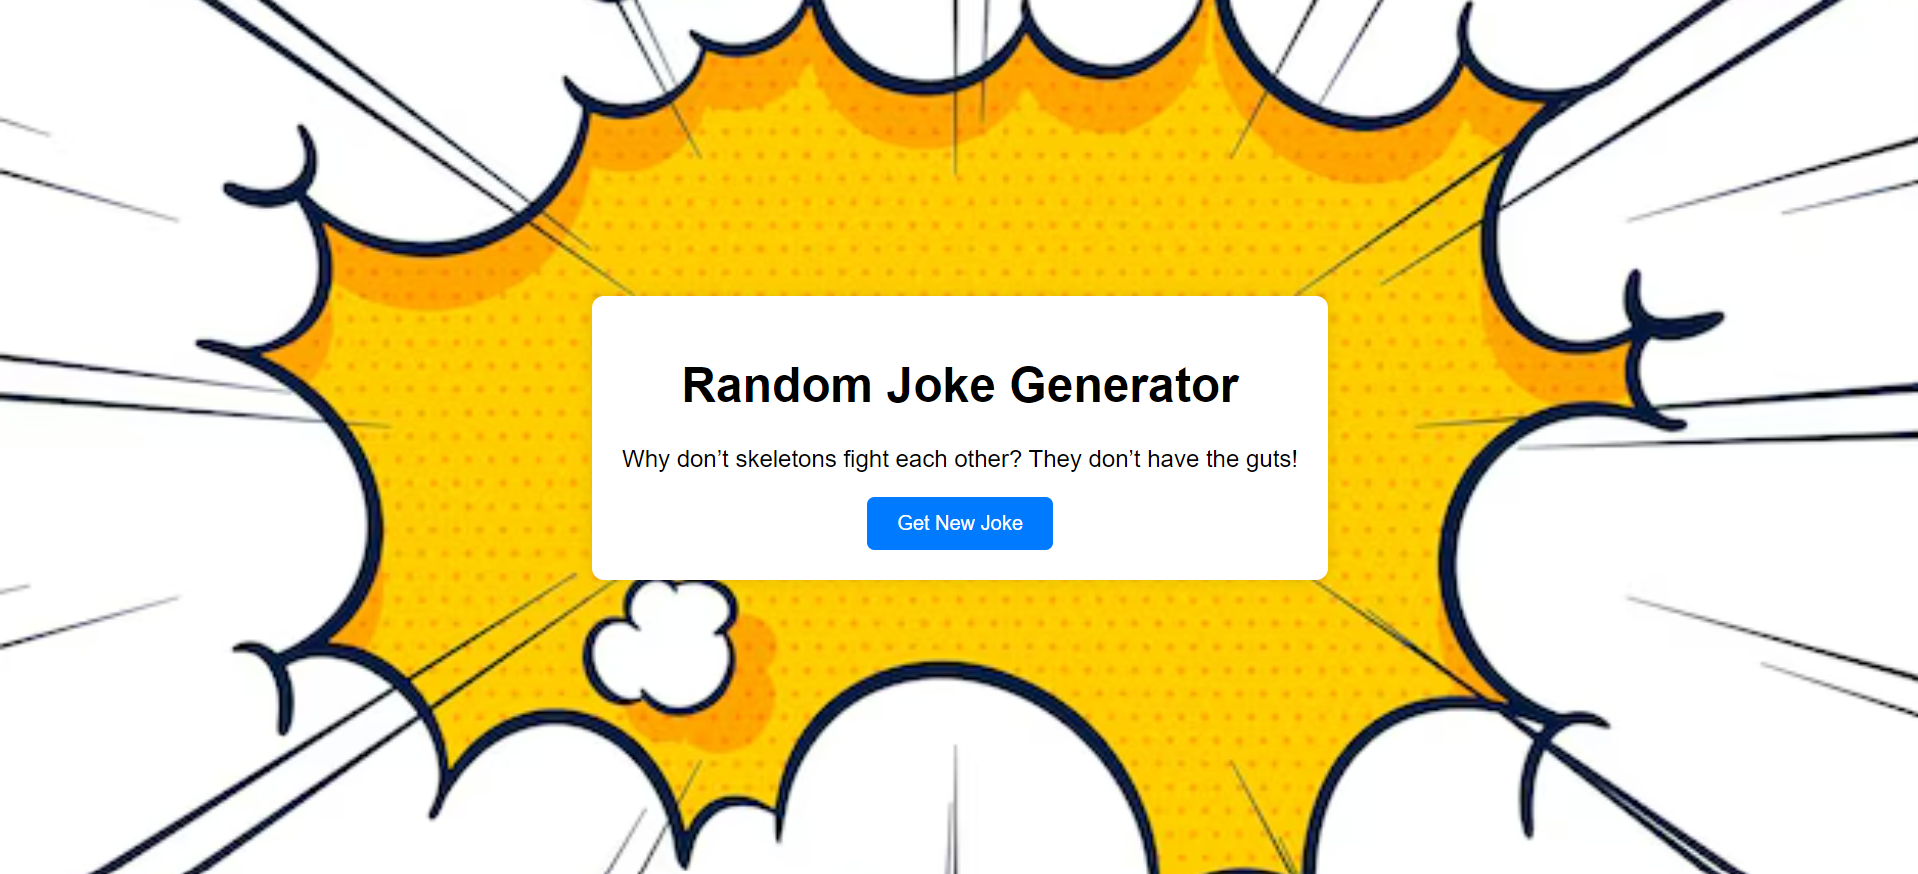 Random Joke Generator
Why don’t skeletons fight each other? They don’t have the guts!
Get New Joke